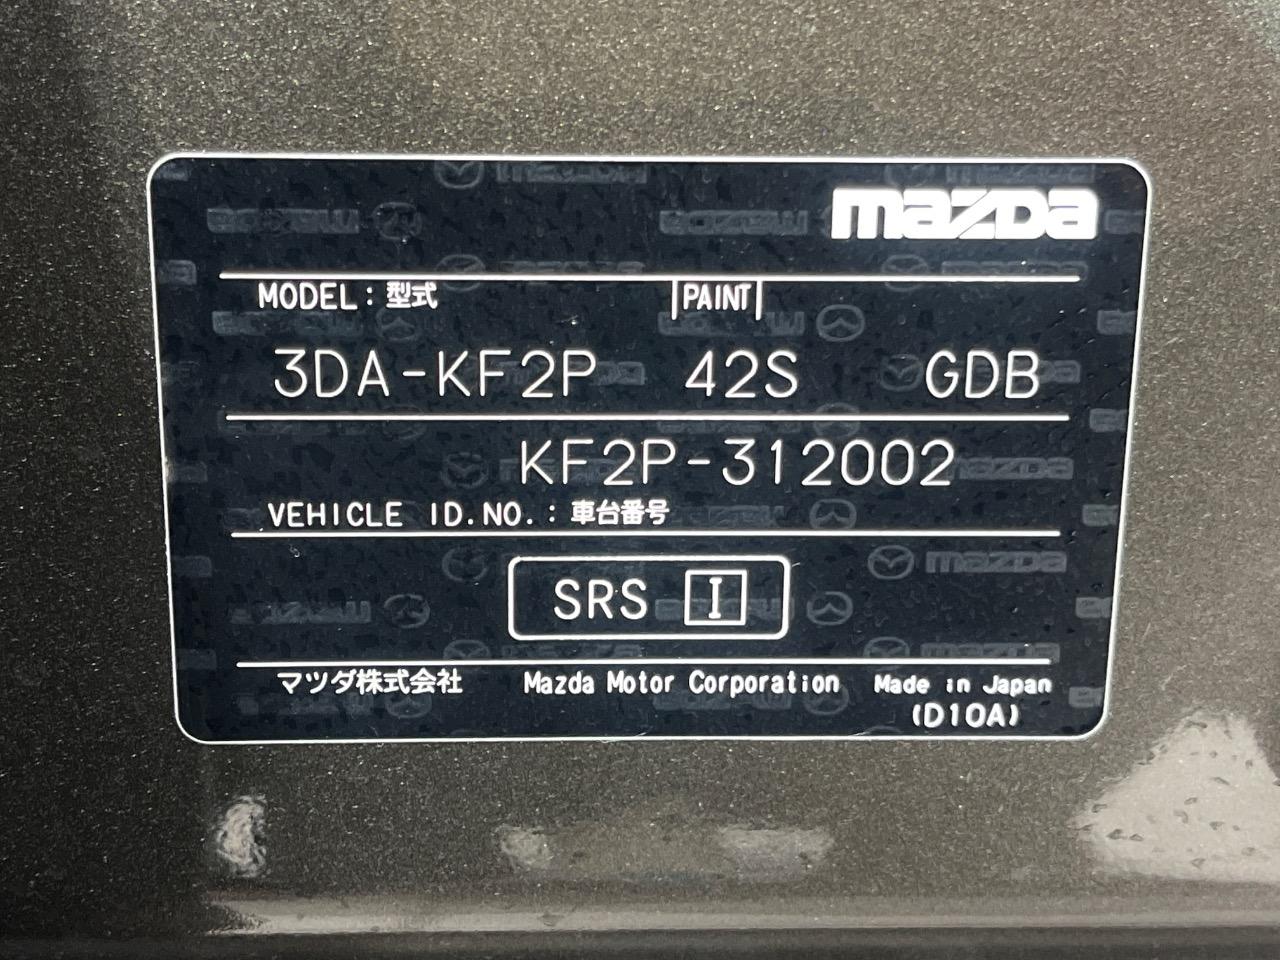 mazda
MODEL：型式 PAINT
3DA-KF2P 42S GDB
KF2P-312002
VEHICLE ID.NO.：車台番号
SRS I
マツダ株式会社 Mazda Motor Corporation Made in Japan
(D10A)